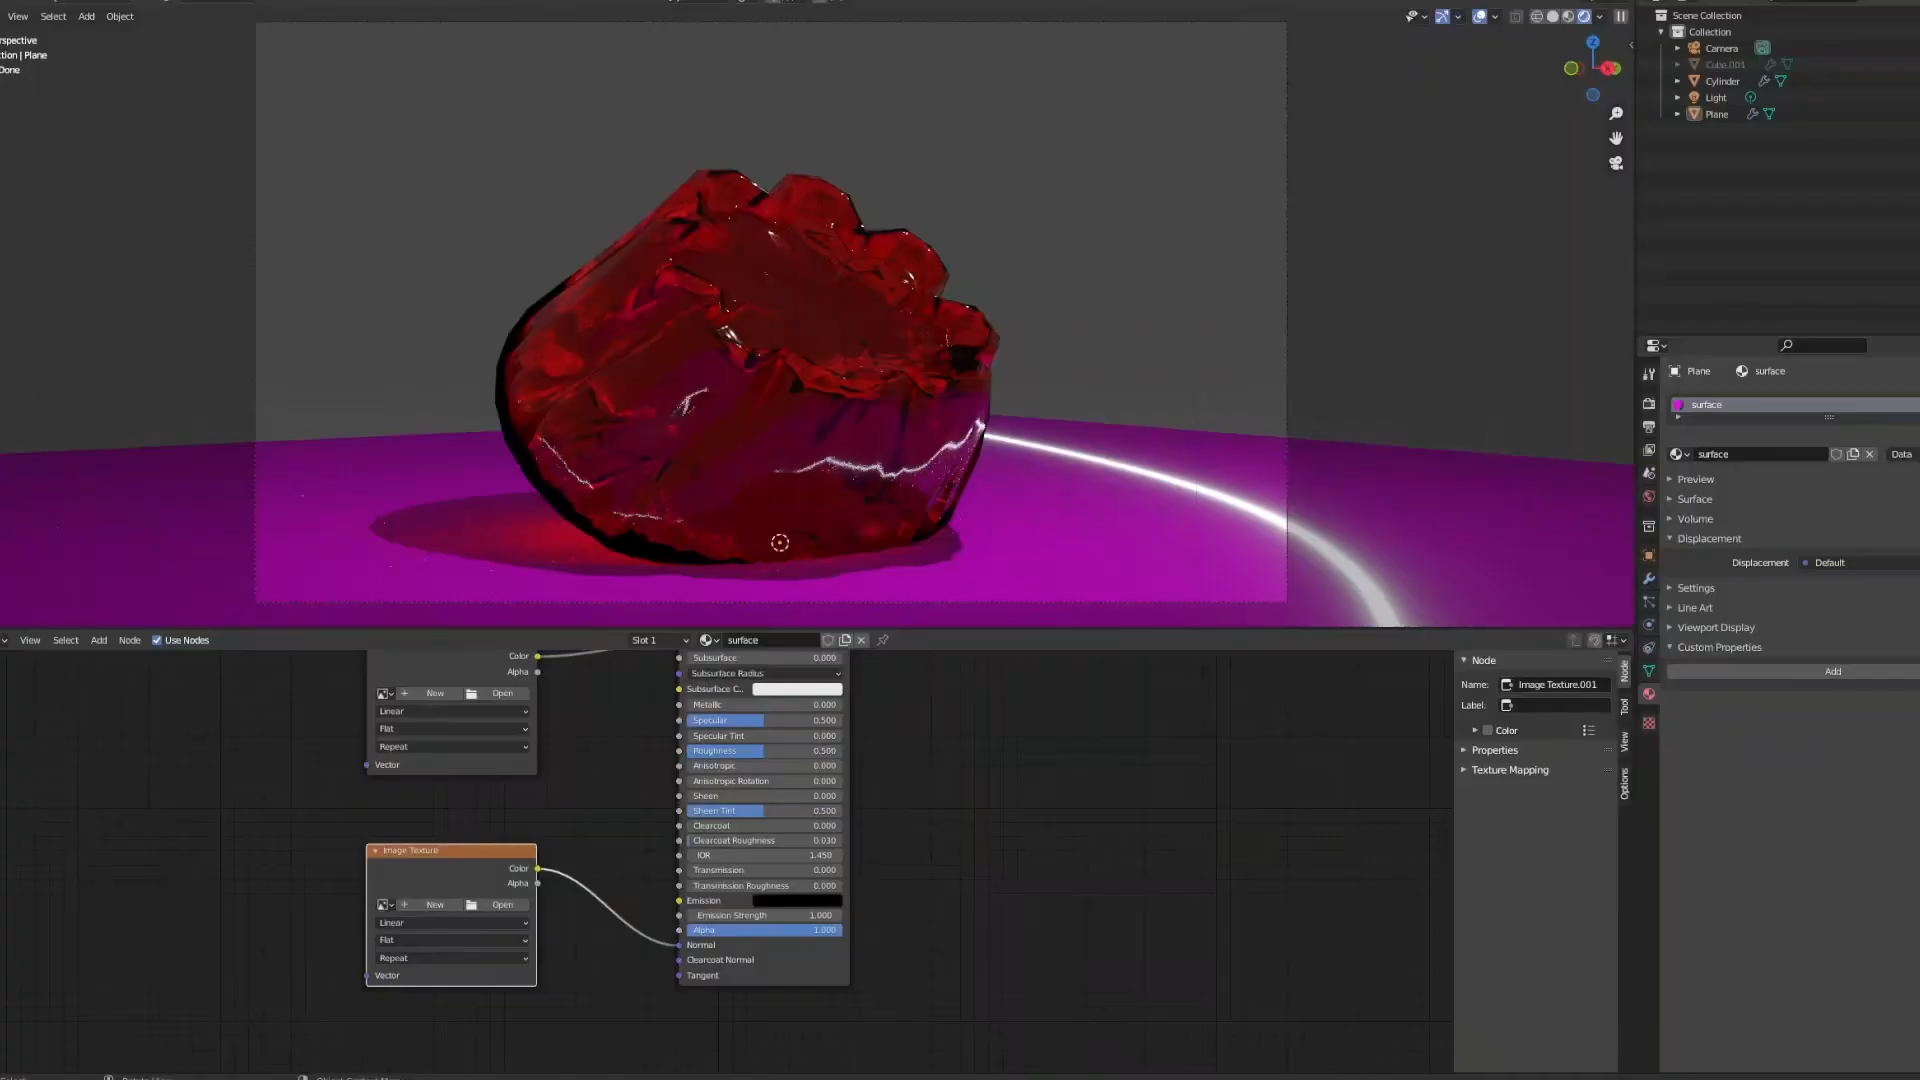 View Select Add Object
Scene Collection
rspective
Collection
tion | Plane
Camera
Done
Cube.001
Cylinder
Light
Plane
Z
Plane surface
surface
surface Data
Preview
Surface
Volume
Displacement
Displacement Default
Settings
Line Art
Viewport Display
Custom Properties
Add
View Select Add Node Use Nodes Slot 1 surface
Color
Alpha
New Open
Linear
Flat
Repeat
Vector
Image Texture
Color
Alpha
New Open
Linear
Flat
Repeat
Vector
Subsurface 0.000
Subsurface Radius
Subsurface C..
Metallic 0.000
Specular 0.500
Specular Tint 0.000
Roughness 0.500
Anisotropic 0.000
Anisotropic Rotation 0.000
Sheen 0.000
Sheen Tint 0.500
Clearcoat 0.000
Clearcoat Roughness 0.030
IOR 1.450
Transmission 0.000
Transmission Roughness 0.000
Emission
Emission Strength 1.000
Alpha 1.000
Normal
Clearcoat Normal
Tangent
Node
Name: Image Texture.001
Label:
Color
Properties
Texture Mapping
Node
Tool
View
Options